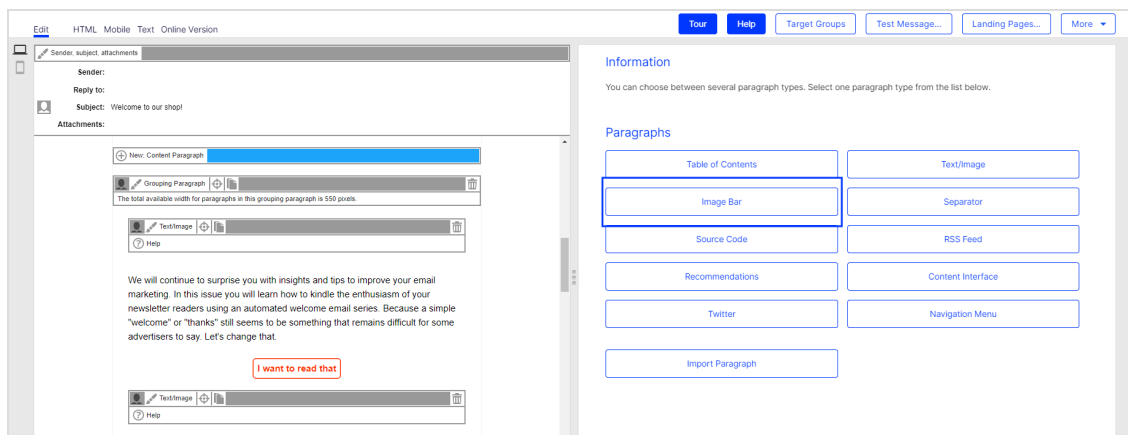 Edit HTML Mobile Text Online Version
Tour Help Target Groups Test Message... Landing Pages... More
Sender, subject, attachments
Sender:
Reply to:
Subject: Welcome to our shop!
Attachments:
New: Content Paragraph
Grouping Paragraph
The total available width for paragraphs in this grouping paragraph is 550 pixels.
Text/Image
Help
We will continue to surprise you with insights and tips to improve your email
marketing. In this issue you will learn how to kindle the enthusiasm of your
newsletter readers using an automated welcome email series. Because a simple
"welcome" or "thanks" still seems to be something that remains difficult for some
advertisers to say. Let's change that.
I want to read that
Text/Image
Help
Information
You can choose between several paragraph types. Select one paragraph type from the list below.
Paragraphs
Table of Contents Text/Image
Image Bar Separator
Source Code RSS Feed
Recommendations Content Interface
Twitter Navigation Menu
Import Paragraph